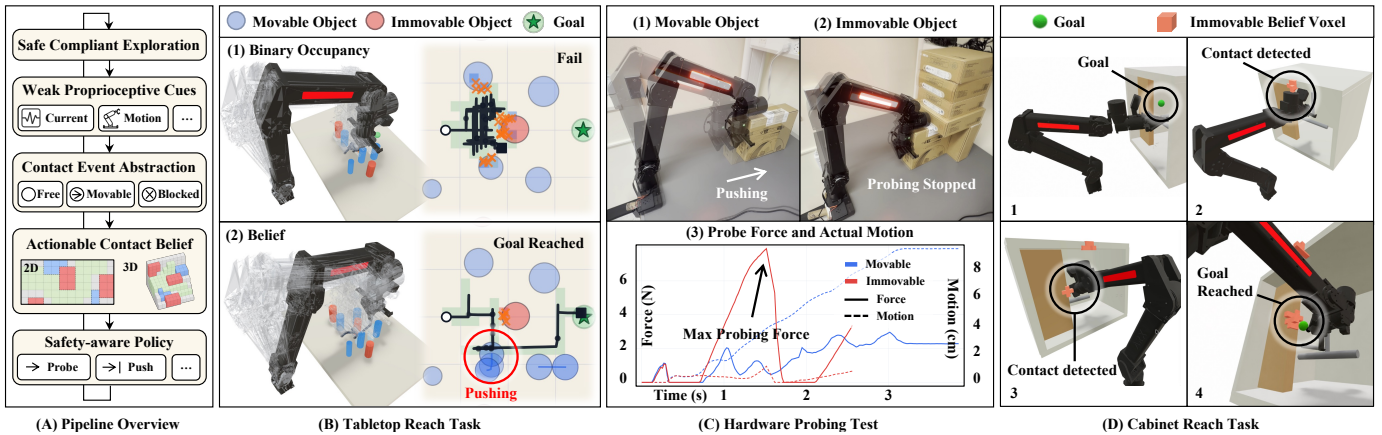 Safe Compliant Exploration
Weak Proprioceptive Cues
Current
Motion
...
Contact Event Abstraction
Free
Movable
Blocked
Actionable Contact Belief
2D
3D
Safety-aware Policy
Probe
Push
...
(A) Pipeline Overview
Movable Object
Immovable Object
Goal
(1) Binary Occupancy
Fail
(2) Belief
Goal Reached
Pushing
(B) Tabletop Reach Task
(1) Movable Object
(2) Immovable Object
Pushing
Probing Stopped
(3) Probe Force and Actual Motion
Force (N)
6
4
2
0
Movable
Immovable
Force
Motion
Max Probing Force
Motion (cm)
8
6
4
2
0
Time (s)
1
2
3
(C) Hardware Probing Test
Goal
Immovable Belief Voxel
Goal
1
Contact detected
2
Contact detected
3
Goal
Reached
4
(D) Cabinet Reach Task